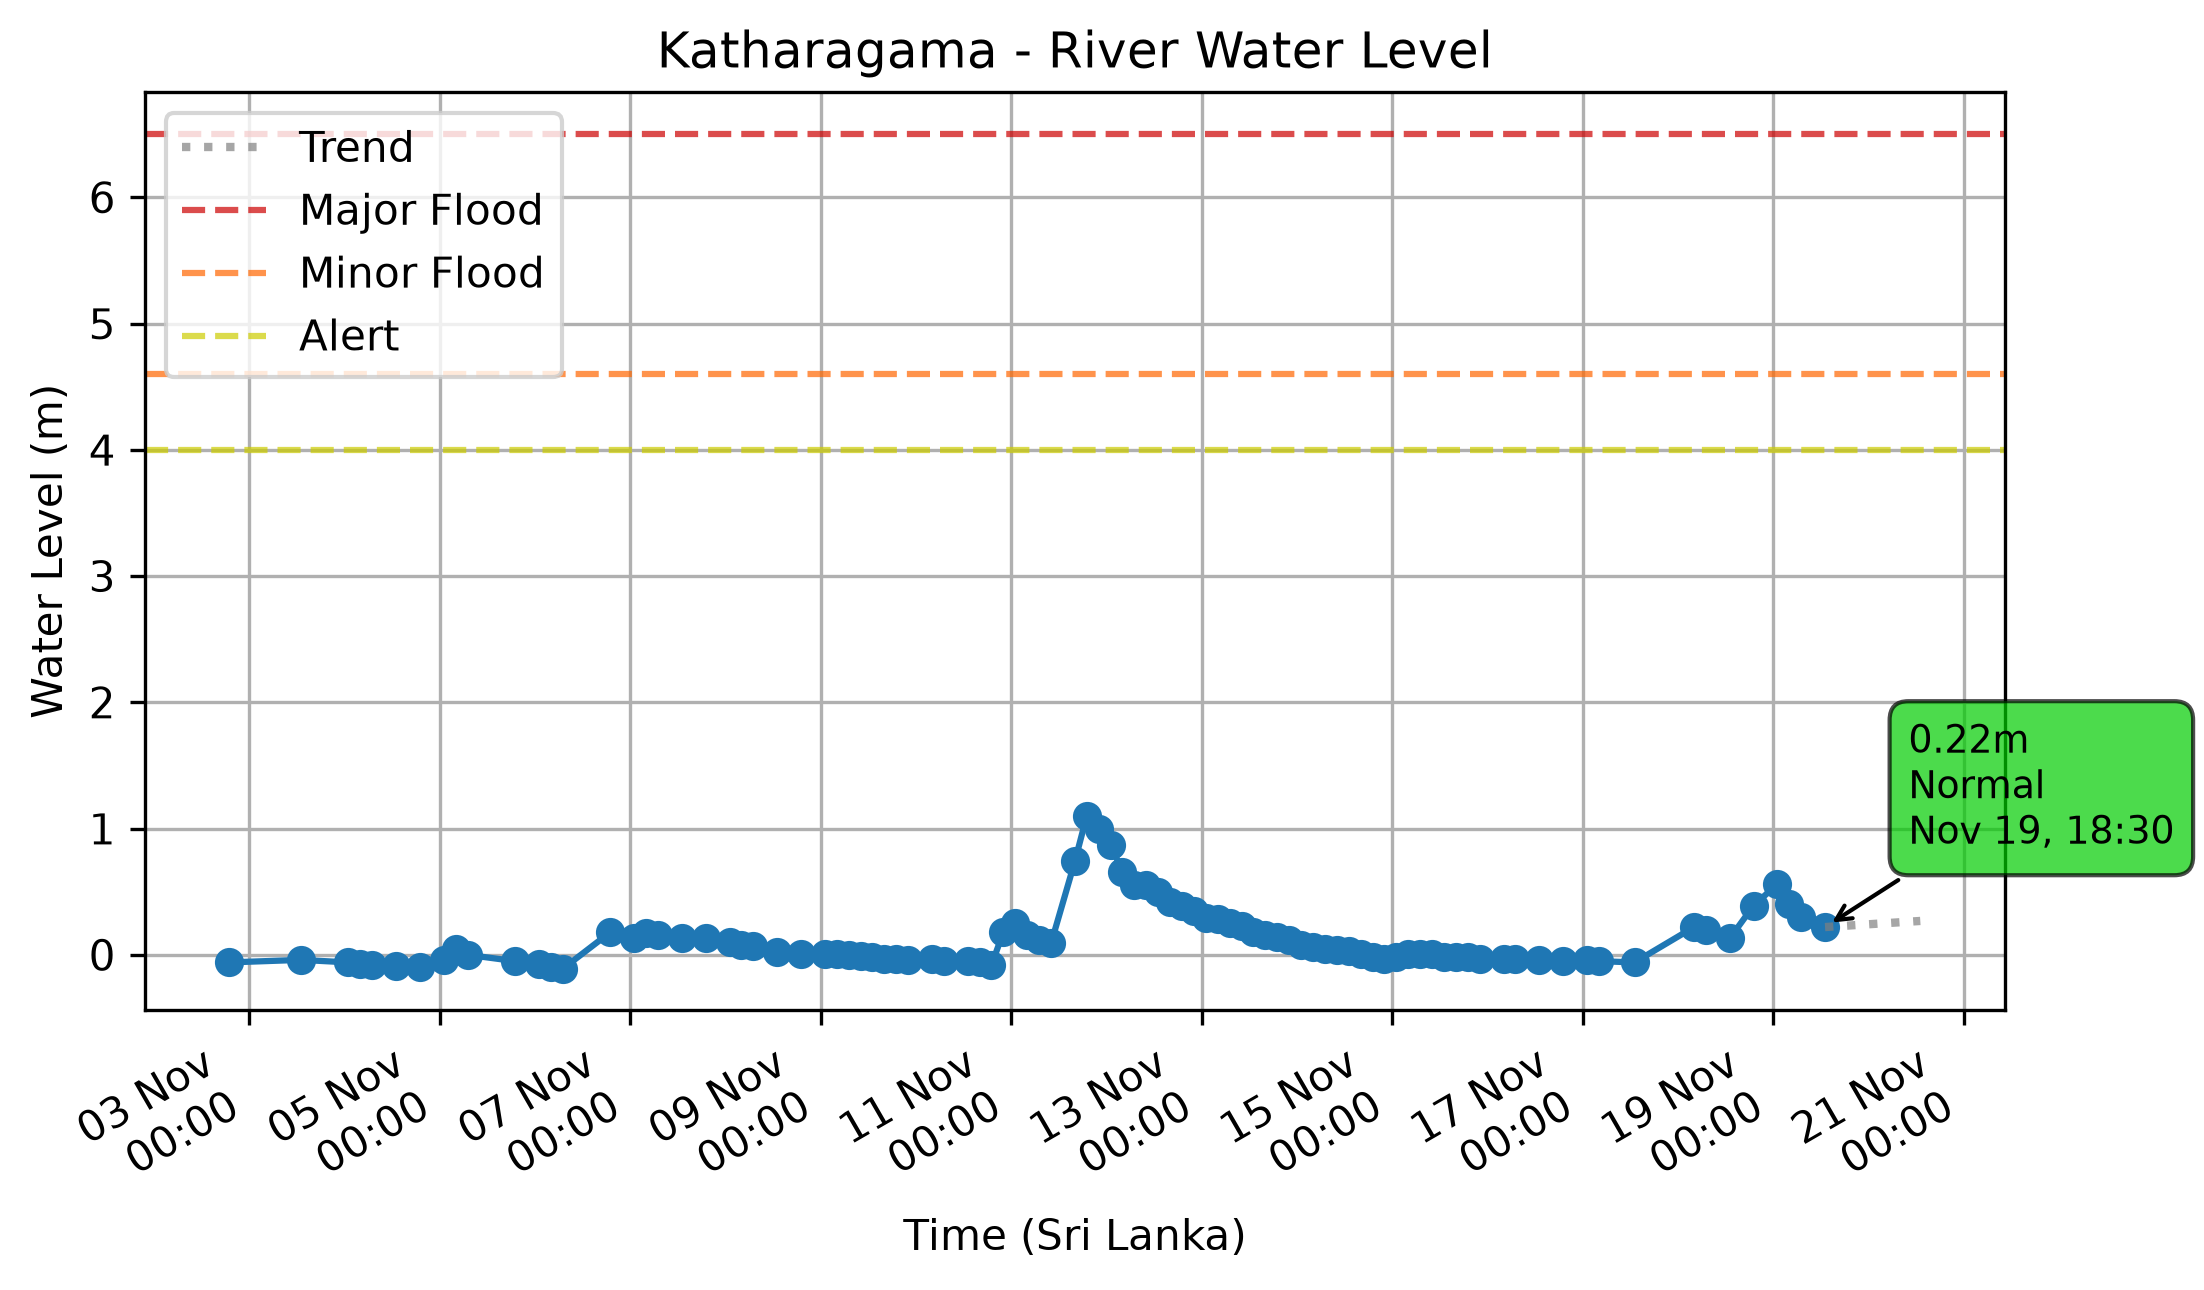 Katharagama - River Water Level
Trend
Major Flood
Minor Flood
Alert
Water Level (m)
6
5
4
3
2
1
0
0.22m
Normal
Nov 19, 18:30
03 Nov
00:00
05 Nov
00:00
07 Nov
00:00
09 Nov
00:00
11 Nov
00:00
13 Nov
00:00
15 Nov
00:00
17 Nov
00:00
19 Nov
00:00
21 Nov
00:00
Time (Sri Lanka)